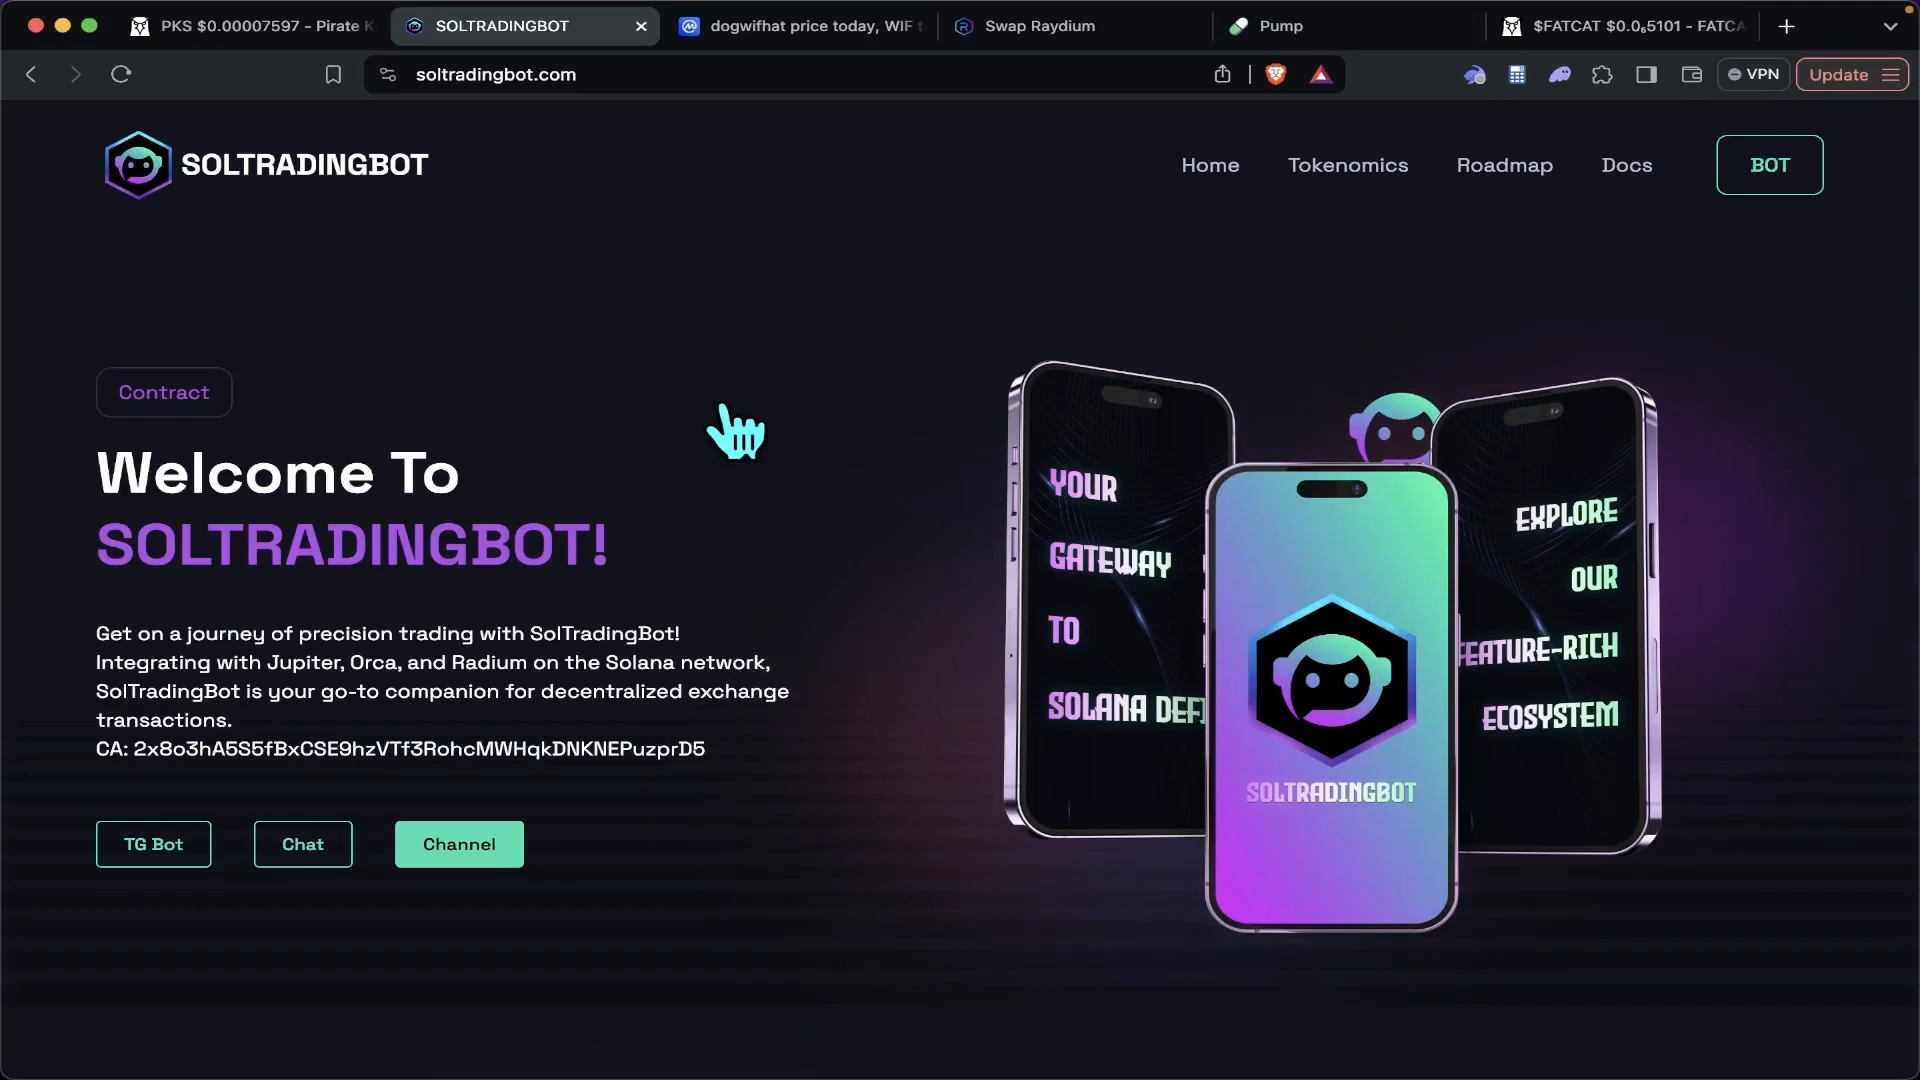 PKS $0.00007597 - Pirate K
SOLTRADINGBOT
dogwifhat price today, WIF t
Swap Raydium
Pump
$FATCAT $0.0₆5101 - FATCA
soltradingbot.com
VPN
Update
SOLTRADINGBOT
Home
Tokenomics
Roadmap
Docs
BOT
Contract
Welcome To
SOLTRADINGBOT!
Get on a journey of precision trading with SolTradingBot!
Integrating with Jupiter, Orca, and Radium on the Solana network,
SolTradingBot is your go-to companion for decentralized exchange
transactions.
CA: 2x8o3hA5S5fBxCSE9hzVTf3RohcMWHqkDNKNEPuzprD5
TG Bot
Chat
Channel
YOUR
GATEWAY
TO
SOLANA DEFI
SOLTRADINGBOT
EXPLORE
OUR
FEATURE-RICH
ECOSYSTEM